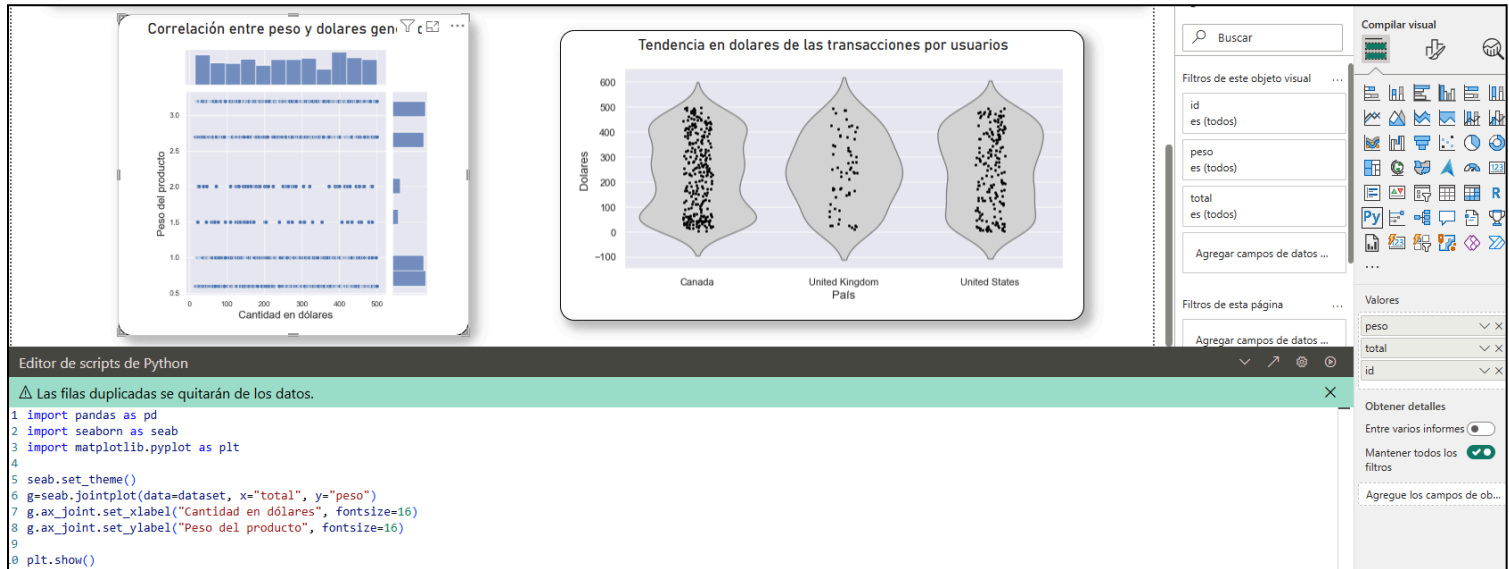 Correlación entre peso y dolares gen
3.0
2.5
2.0
1.5
1.0
0.5
Peso del producto
0
100
200
300
400
500
Cantidad en dólares
Tendencia en dolares de las transacciones por usuarios
600
500
400
300
200
100
0
−100
Dolares
Canada
United Kingdom
United States
País
Buscar
Filtros de este objeto visual ...
id
es (todos)
peso
es (todos)
total
es (todos)
Agregar campos de datos ...
Filtros de esta página ...
Agregar campos de datos ...
Compilar visual
123
R
Py
123
...
Valores
peso
total
id
Obtener detalles
Entre varios informes
Mantener todos los
filtros
Agregue los campos de ob...
Editor de scripts de Python
Las filas duplicadas se quitarán de los datos.
1 import pandas as pd
2 import seaborn as seab
3 import matplotlib.pyplot as plt
4
5 seab.set_theme()
6 g=seab.jointplot(data=dataset, x="total", y="peso")
7 g.ax_joint.set_xlabel("Cantidad en dólares", fontsize=16)
8 g.ax_joint.set_ylabel("Peso del producto", fontsize=16)
9
0 plt.show()